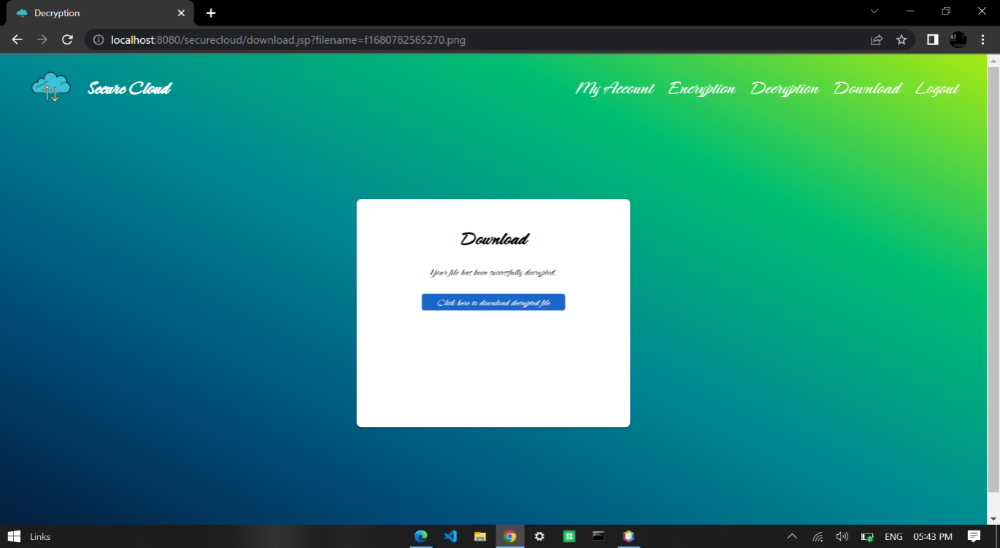 Decryption
localhost:8080/securecloud/download.jsp?filename=f1680782565270.png
Secure Cloud
My Account Encryption Decryption Download Logout
Download
Your file has been successfully decrypted.
Click here to download decrypted file
Links
ENG 05:43 PM